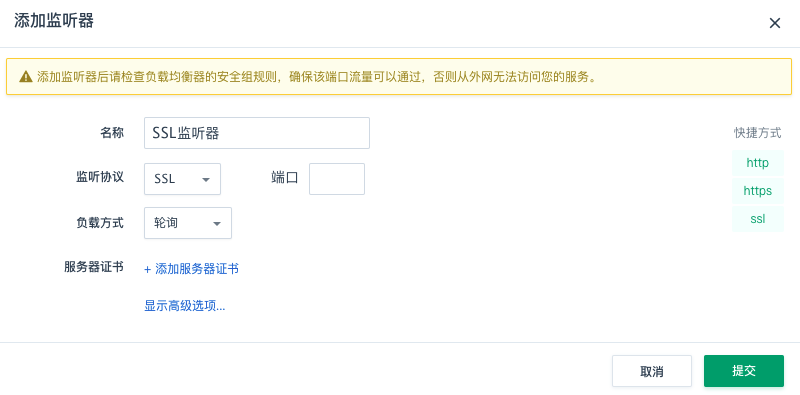 添加监听器
添加监听器后请检查负载均衡器的安全组规则，确保该端口流量可以通过，否则从外网无法访问您的服务。
名称 SSL监听器
快捷方式
监听协议 SSL 端口
http
https
负载方式 轮询
ssl
服务器证书 + 添加服务器证书
显示高级选项...
取消 提交